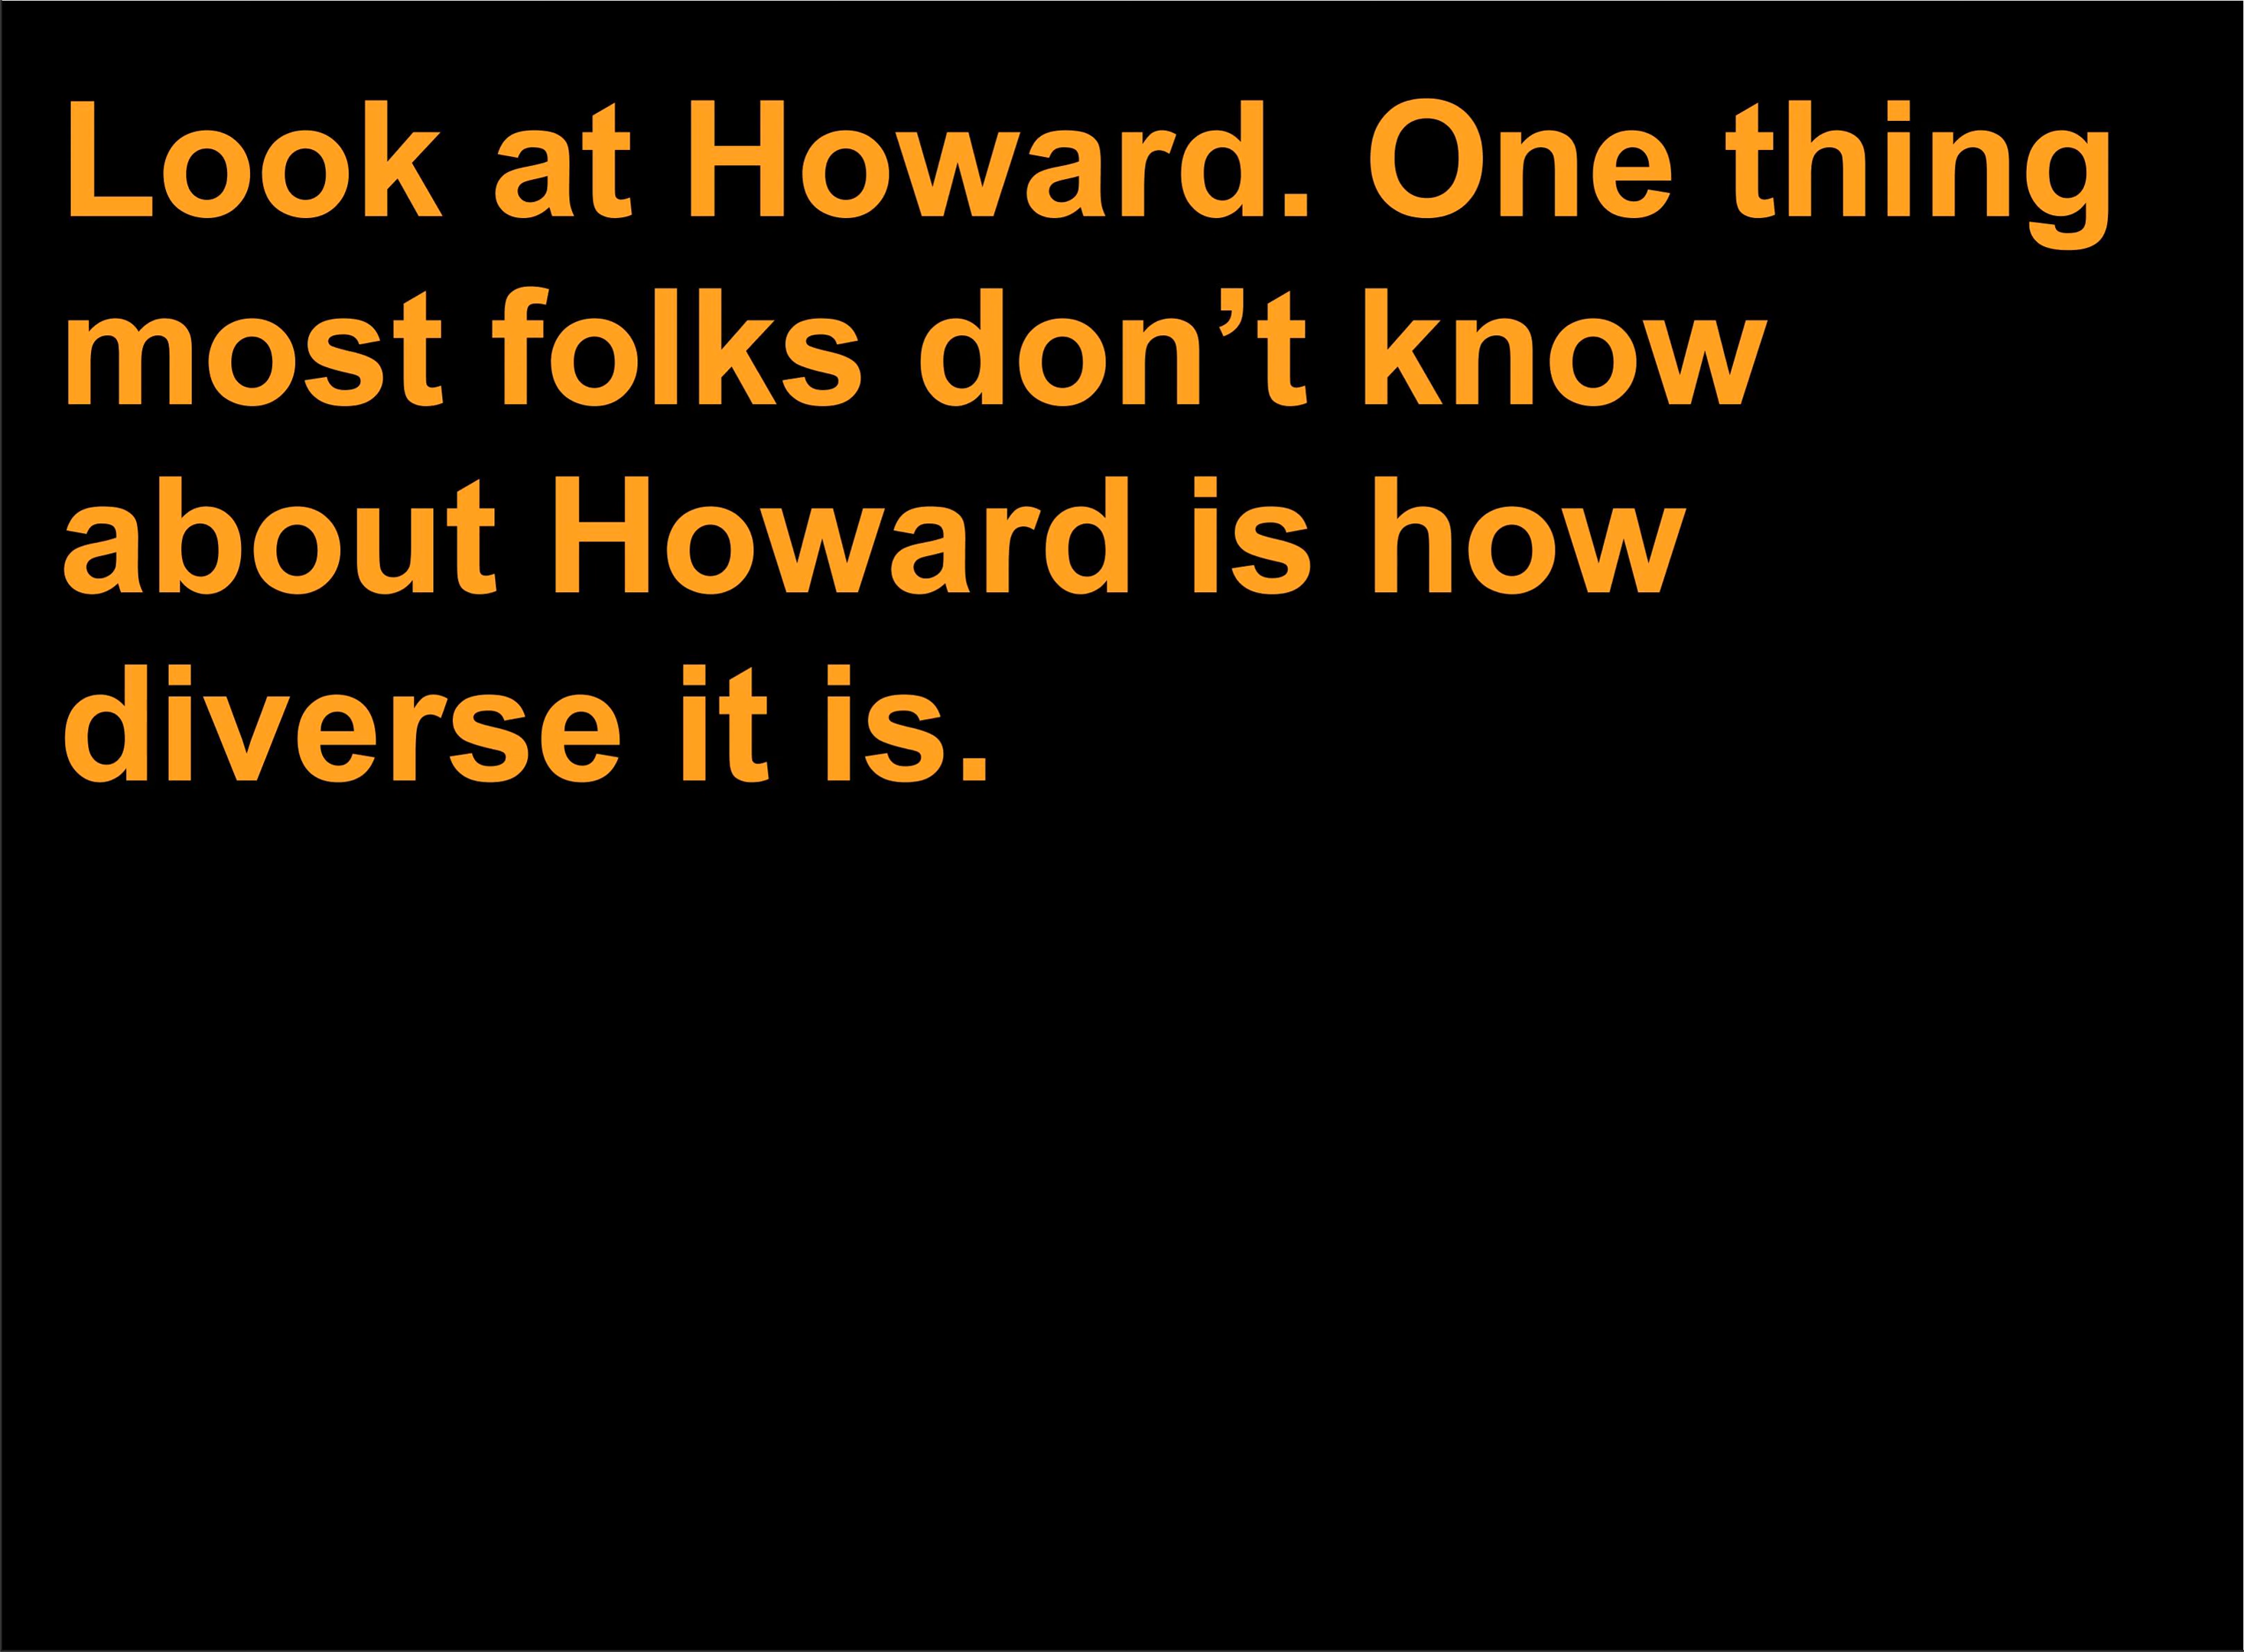 Look at Howard. One thing
most folks don’t know
about Howard is how
diverse it is.